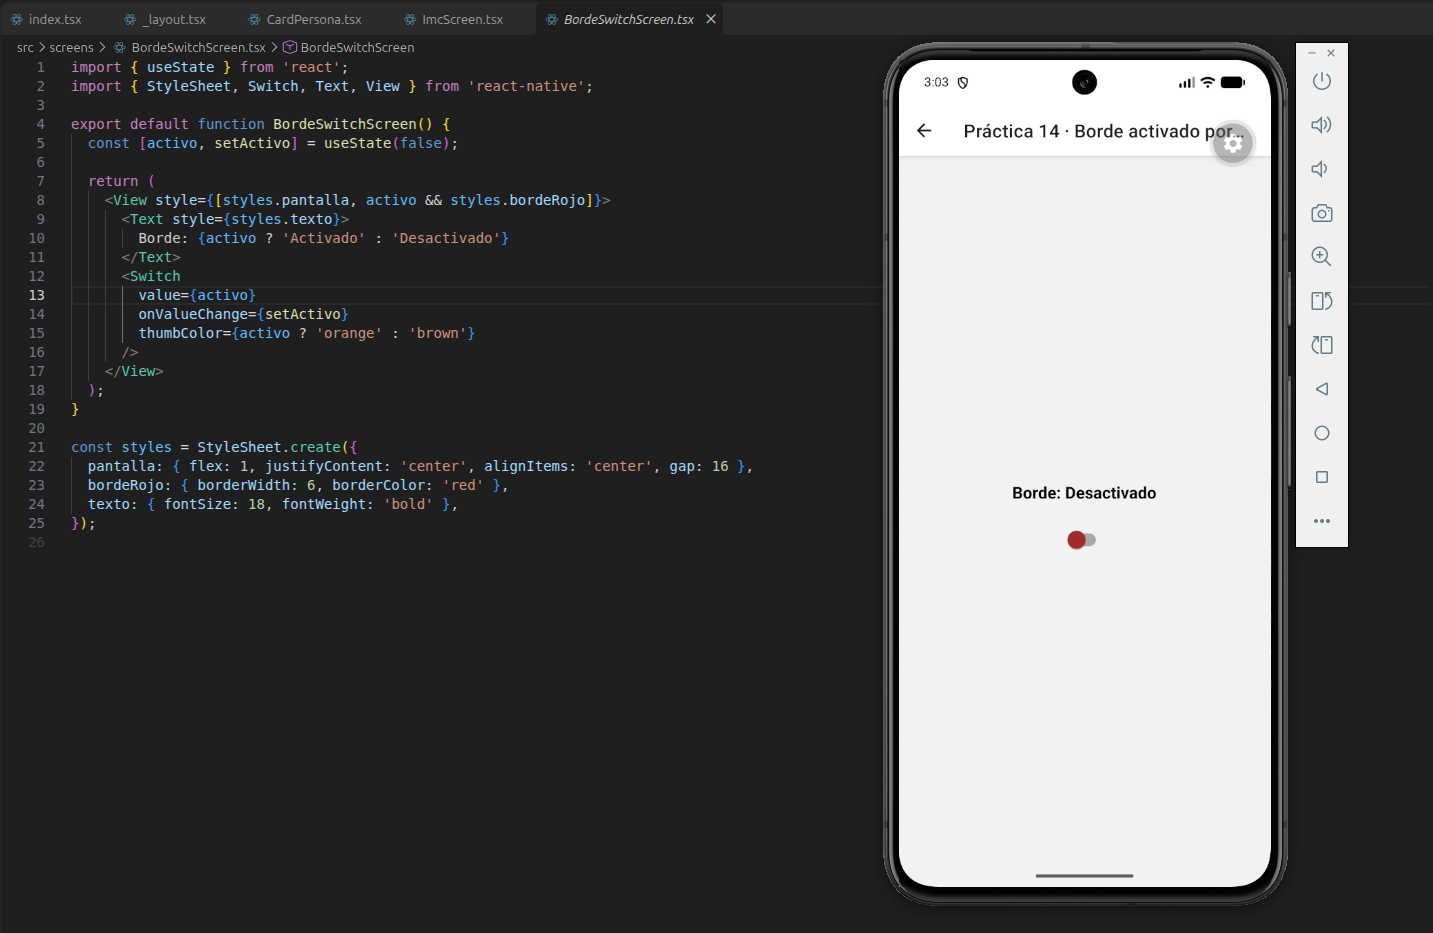 index.tsx
_layout.tsx
CardPersona.tsx
ImcScreen.tsx
BordeSwitchScreen.tsx
src > screens > BordeSwitchScreen.tsx > BordeSwitchScreen
1 import { useState } from 'react';
2 import { StyleSheet, Switch, Text, View } from 'react-native';
3
4 export default function BordeSwitchScreen() {
5   const [activo, setActivo] = useState(false);
6
7   return (
8     <View style={[styles.pantalla, activo && styles.bordeRojo]}>
9       <Text style={styles.texto}>
10         Borde: {activo ? 'Activado' : 'Desactivado'}
11       </Text>
12       <Switch
13         value={activo}
14         onValueChange={setActivo}
15         thumbColor={activo ? 'orange' : 'brown'}
16       />
17     </View>
18   );
19 }
20
21 const styles = StyleSheet.create({
22   pantalla: { flex: 1, justifyContent: 'center', alignItems: 'center', gap: 16 },
23   bordeRojo: { borderWidth: 6, borderColor: 'red' },
24   texto: { fontSize: 18, fontWeight: 'bold' },
25 });
26
3:03
Práctica 14 · Borde activado por...
Borde: Desactivado